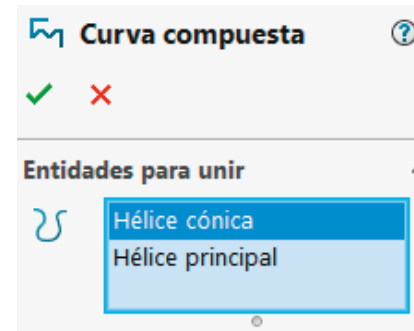 Curva compuesta
Entidades para unir
Hélice cónica
Hélice principal